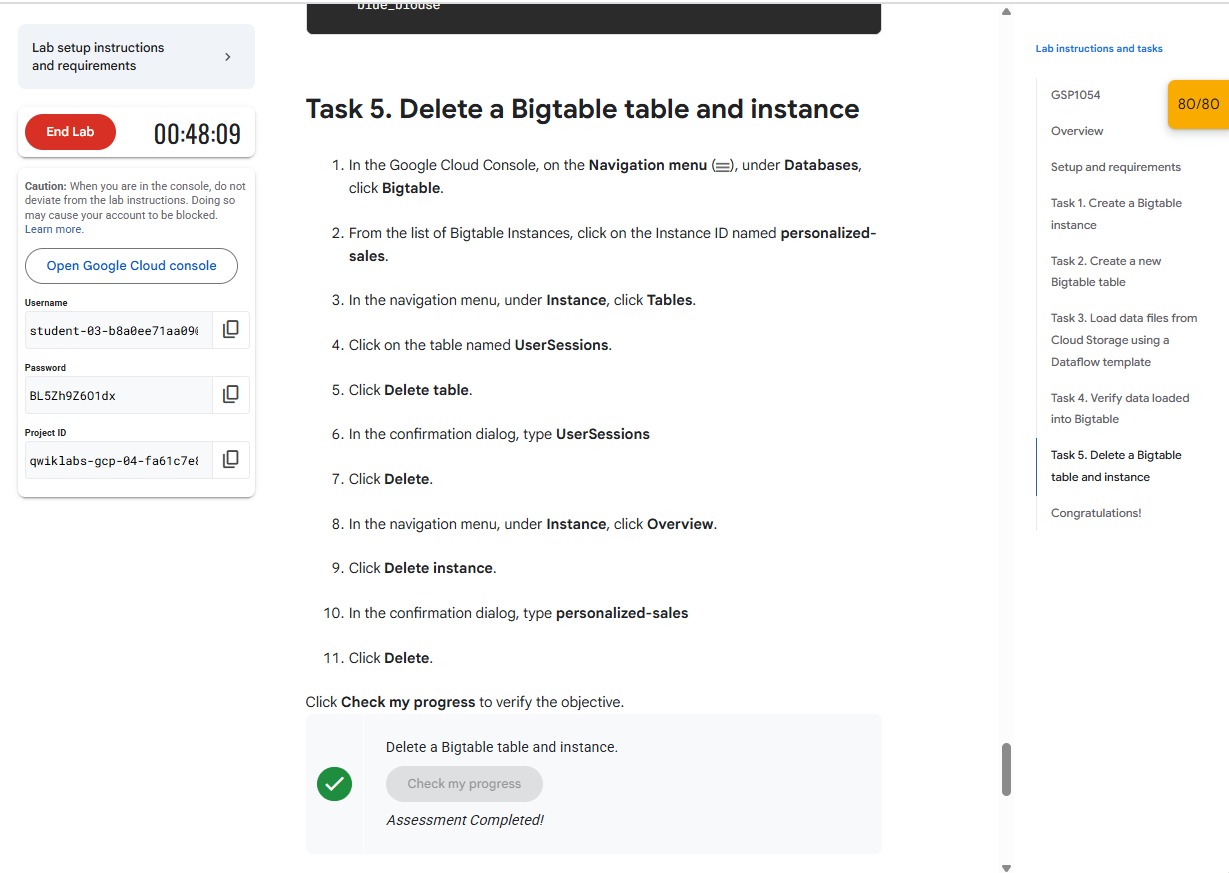 blue_blouse
Lab setup instructions
and requirements
End Lab
00:48:09
Caution: When you are in the console, do not
deviate from the lab instructions. Doing so
may cause your account to be blocked.
Learn more.
Open Google Cloud console
Username
student-03-b8a0ee71aa09
Password
BL5Zh9Z6O1dx
Project ID
qwiklabs-gcp-04-fa61c7e
Task 5. Delete a Bigtable table and instance
1. In the Google Cloud Console, on the Navigation menu (), under Databases,
click Bigtable.
2. From the list of Bigtable Instances, click on the Instance ID named personalized-
sales.
3. In the navigation menu, under Instance, click Tables.
4. Click on the table named UserSessions.
5. Click Delete table.
6. In the confirmation dialog, type UserSessions
7. Click Delete.
8. In the navigation menu, under Instance, click Overview.
9. Click Delete instance.
10. In the confirmation dialog, type personalized-sales
11. Click Delete.
Click Check my progress to verify the objective.
Delete a Bigtable table and instance.
Check my progress
Assessment Completed!
Lab instructions and tasks
GSP1054
80/80
Overview
Setup and requirements
Task 1. Create a Bigtable
instance
Task 2. Create a new
Bigtable table
Task 3. Load data files from
Cloud Storage using a
Dataflow template
Task 4. Verify data loaded
into Bigtable
Task 5. Delete a Bigtable
table and instance
Congratulations!